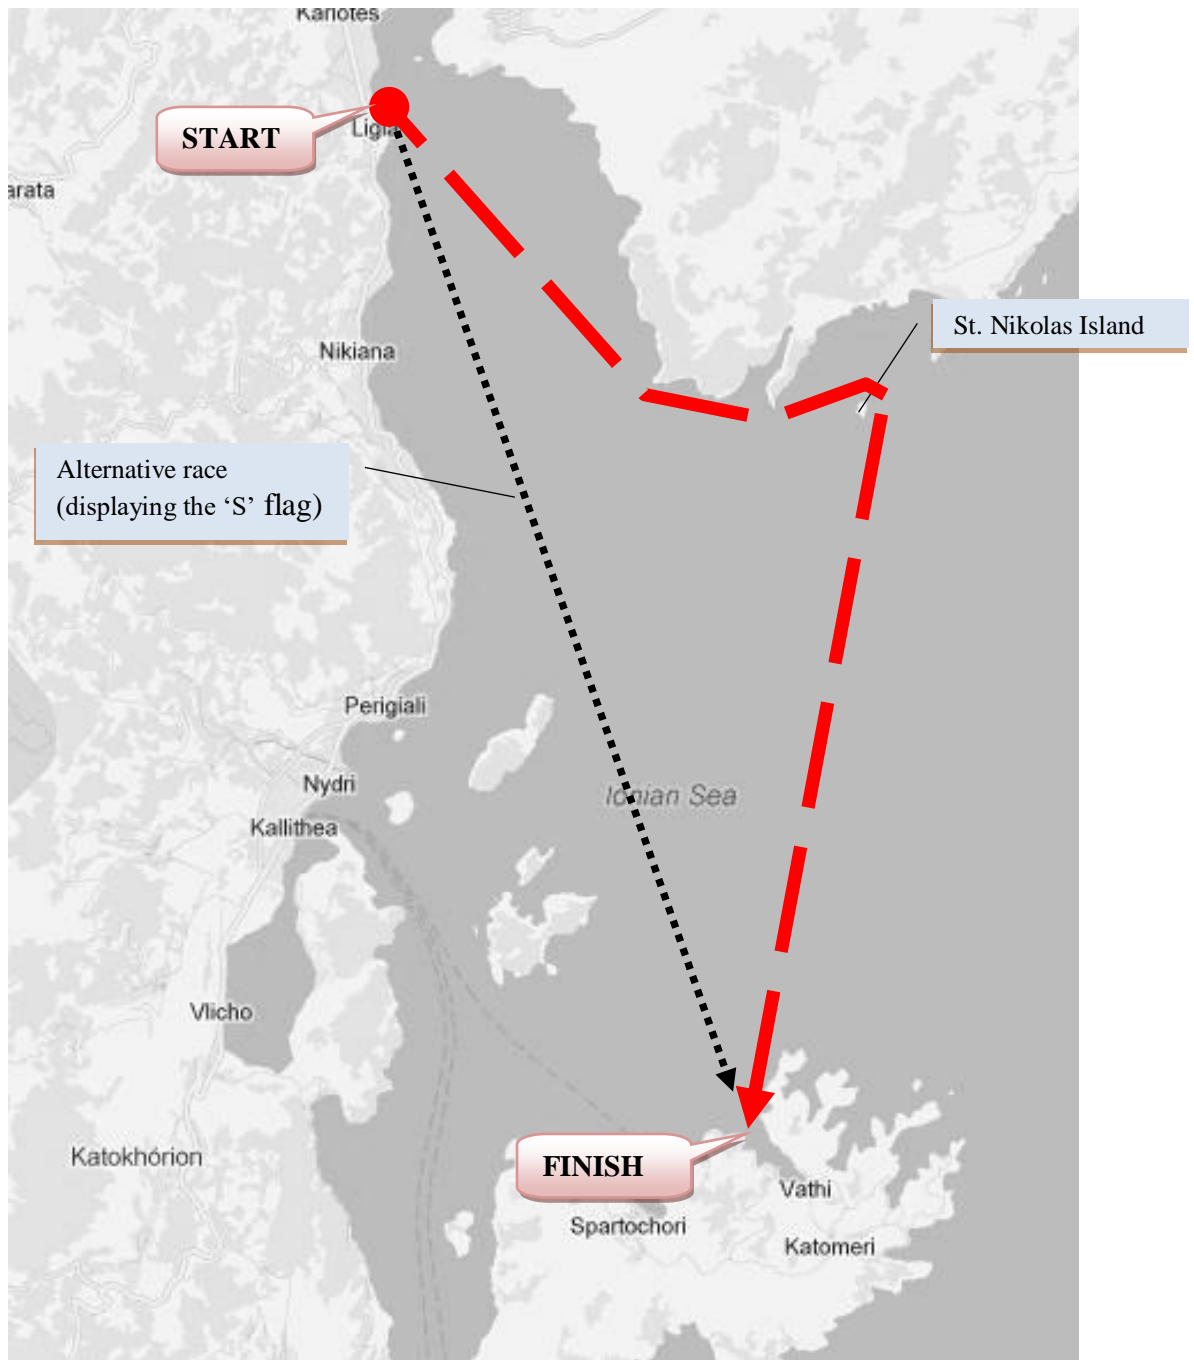 Kariotes
START
Ligia
arata
St. Nikolas Island
Nikiana
Alternative race
(displaying the ‘S’ flag)
Perigiali
Nydri
Ionian Sea
Kallithea
Vlicho
Katokhórion
FINISH
Vathi
Spartochori
Katomeri